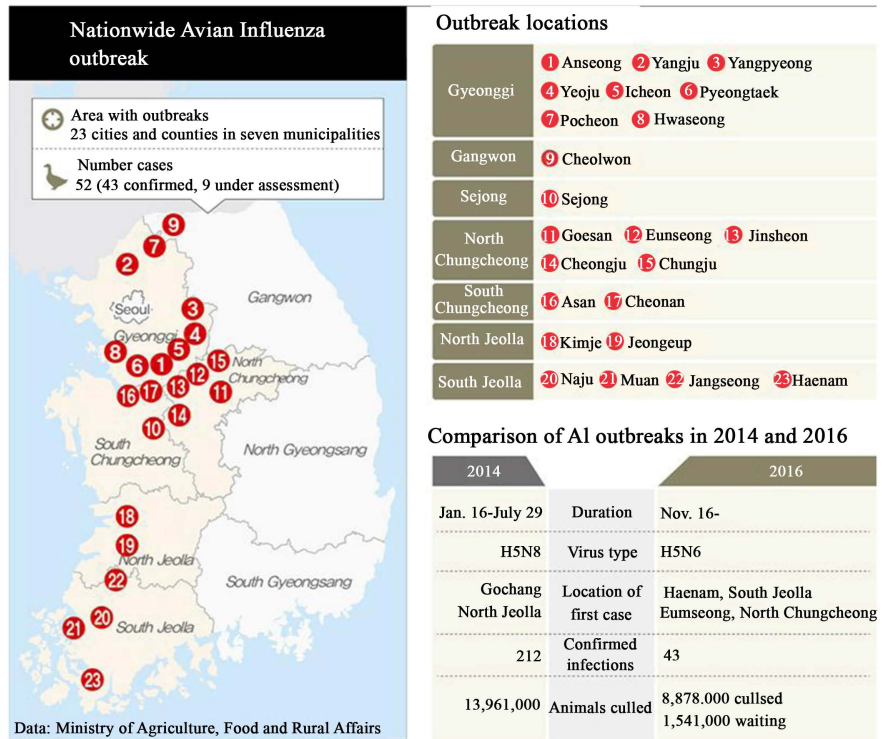 Nationwide Avian Influenza
outbreak
Area with outbreaks
23 cities and counties in seven municipalities
Number cases
52 (43 confirmed, 9 under assessment)
9
7
2
Seoul
Gangwon
3
Gyeonggi
4
5
8
6
1
15
North
Chungcheong
12
13
17
16
11
14
10
South
Chungcheong
North Gyeongsang
18
19
North Jeolla
22
South Gyeongsang
20
21
South Jeolla
23
Data: Ministry of Agriculture, Food and Rural Affairs
Outbreak locations
Gyeonggi
1 Anseong 2 Yangju 3 Yangpyeong
4 Yeoju 5 Icheon 6 Pyeongtaek
7 Pocheon 8 Hwaseong
Gangwon
9 Cheolwon
Sejong
10 Sejong
North
Chungcheong
11 Goesan 12 Eunseong 13 Jinsheon
14 Cheongju 15 Chungju
South
Chungcheong
16 Asan 17 Cheonan
North Jeolla
18 Kimje 19 Jeongeup
South Jeolla
20 Naju 21 Muan 22 Jangseong 23 Haenam
Comparison of Al outbreaks in 2014 and 2016
2014 2016
Jan. 16-July 29 Duration Nov. 16-
H5N8 Virus type H5N6
Gochang
North Jeolla
Location of
first case
Haenam, South Jeolla
Eumseong, North Chungcheong
212
Confirmed
infections
43
13,961,000 Animals culled
8,878.000 cullsed
1,541,000 waiting